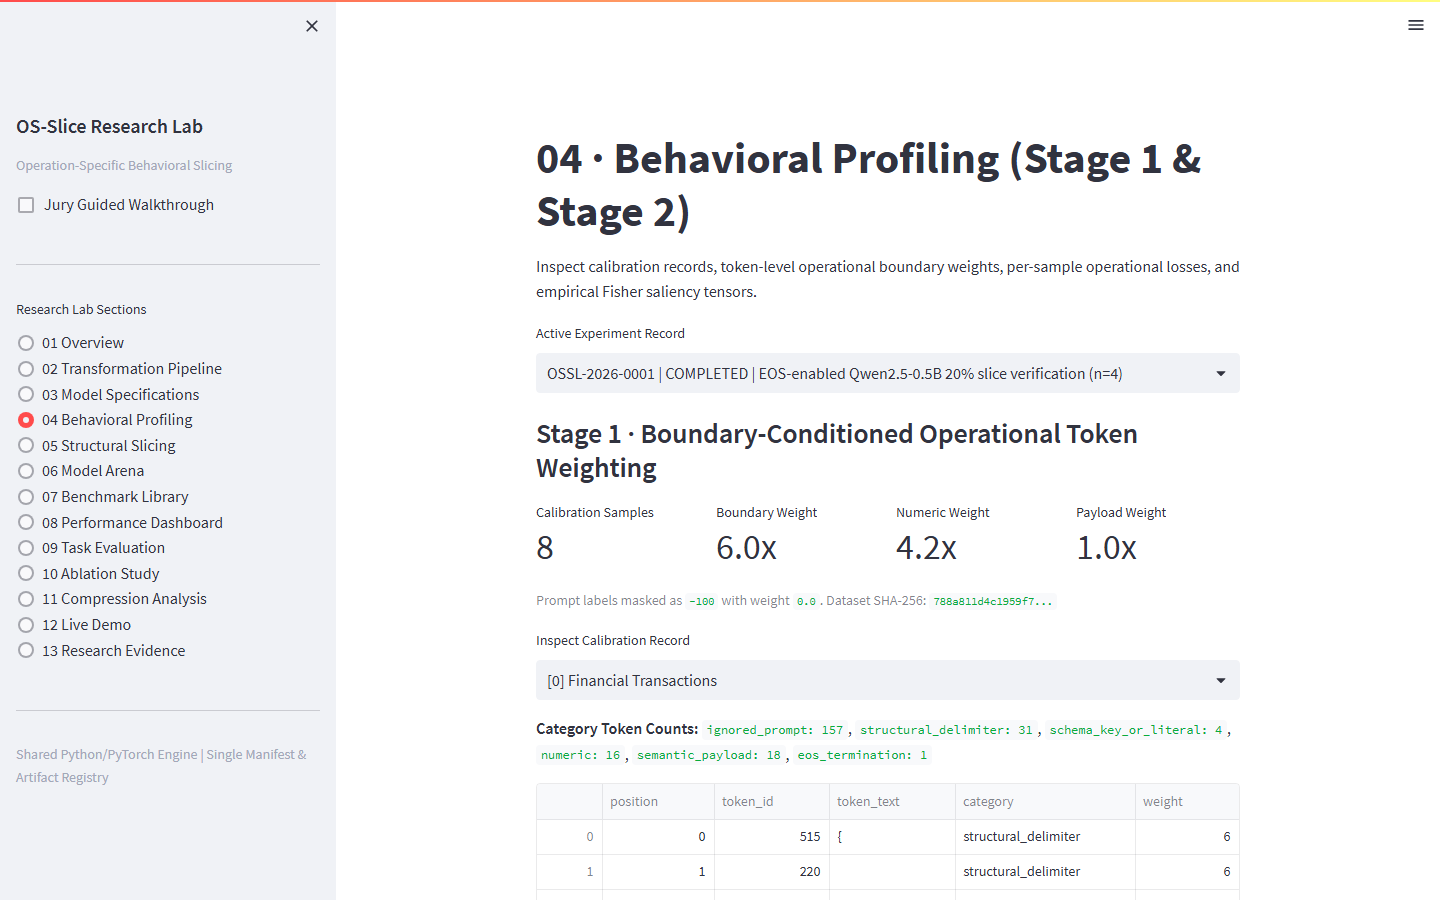 OS-Slice Research Lab
Operation-Specific Behavioral Slicing
Jury Guided Walkthrough
Research Lab Sections
01 Overview
02 Transformation Pipeline
03 Model Specifications
04 Behavioral Profiling
05 Structural Slicing
06 Model Arena
07 Benchmark Library
08 Performance Dashboard
09 Task Evaluation
10 Ablation Study
11 Compression Analysis
12 Live Demo
13 Research Evidence
Shared Python/PyTorch Engine | Single Manifest &
Artifact Registry
04 · Behavioral Profiling (Stage 1 &
Stage 2)
Inspect calibration records, token-level operational boundary weights, per-sample operational losses, and
empirical Fisher saliency tensors.
Active Experiment Record
OSSL-2026-0001 | COMPLETED | EOS-enabled Qwen2.5-0.5B 20% slice verification (n=4)
Stage 1 · Boundary-Conditioned Operational Token
Weighting
Calibration Samples Boundary Weight Numeric Weight Payload Weight
8 6.0x 4.2x 1.0x
Prompt labels masked as -100 with weight 0.0. Dataset SHA-256: 788a811d4c1959f7...
Inspect Calibration Record
[0] Financial Transactions
Category Token Counts: ignored_prompt: 157, structural_delimiter: 31, schema_key_or_literal: 4,
numeric: 16, semantic_payload: 18, eos_termination: 1
position token_id token_text category weight
0 0 515 { structural_delimiter 6
1 1 220 structural_delimiter 6